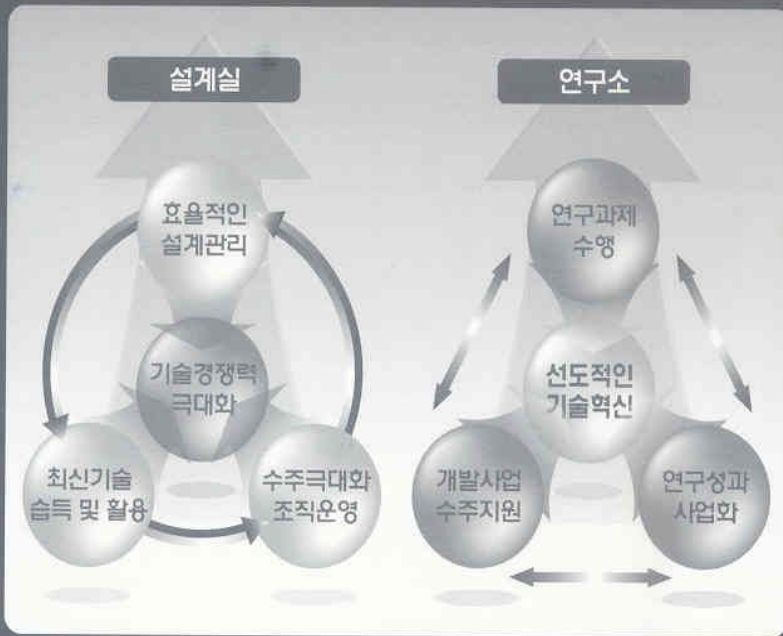 설계실
효율적인
설계관리
기술경쟁력
극대화
최신기술
습득 및 활용
수주극대화
조직운영
연구소
연구과제
수행
선도적인
기술혁신
개발사업
수주지원
연구성과
사업화